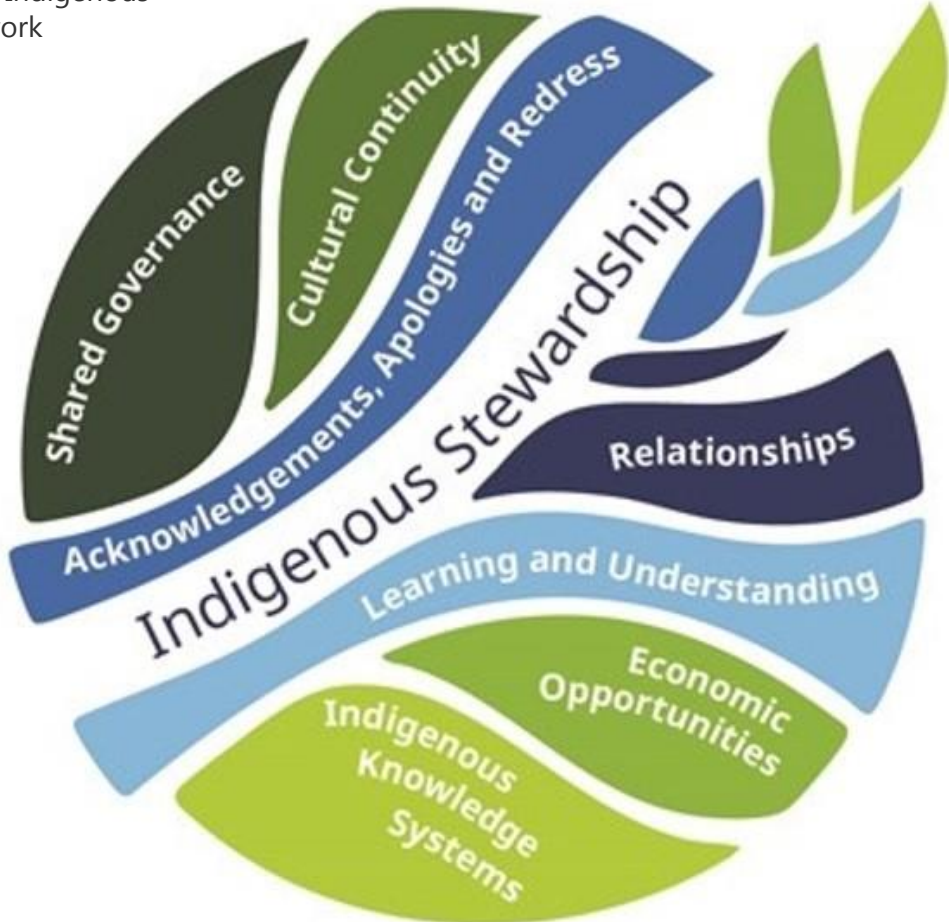 Indigenous
Shared Governance
Cultural Continuity
Acknowledgements, Apologies and Redress
Indigenous Stewardship
Relationships
Learning and Understanding
Economic
Opportunities
Indigenous
Knowledge
Systems